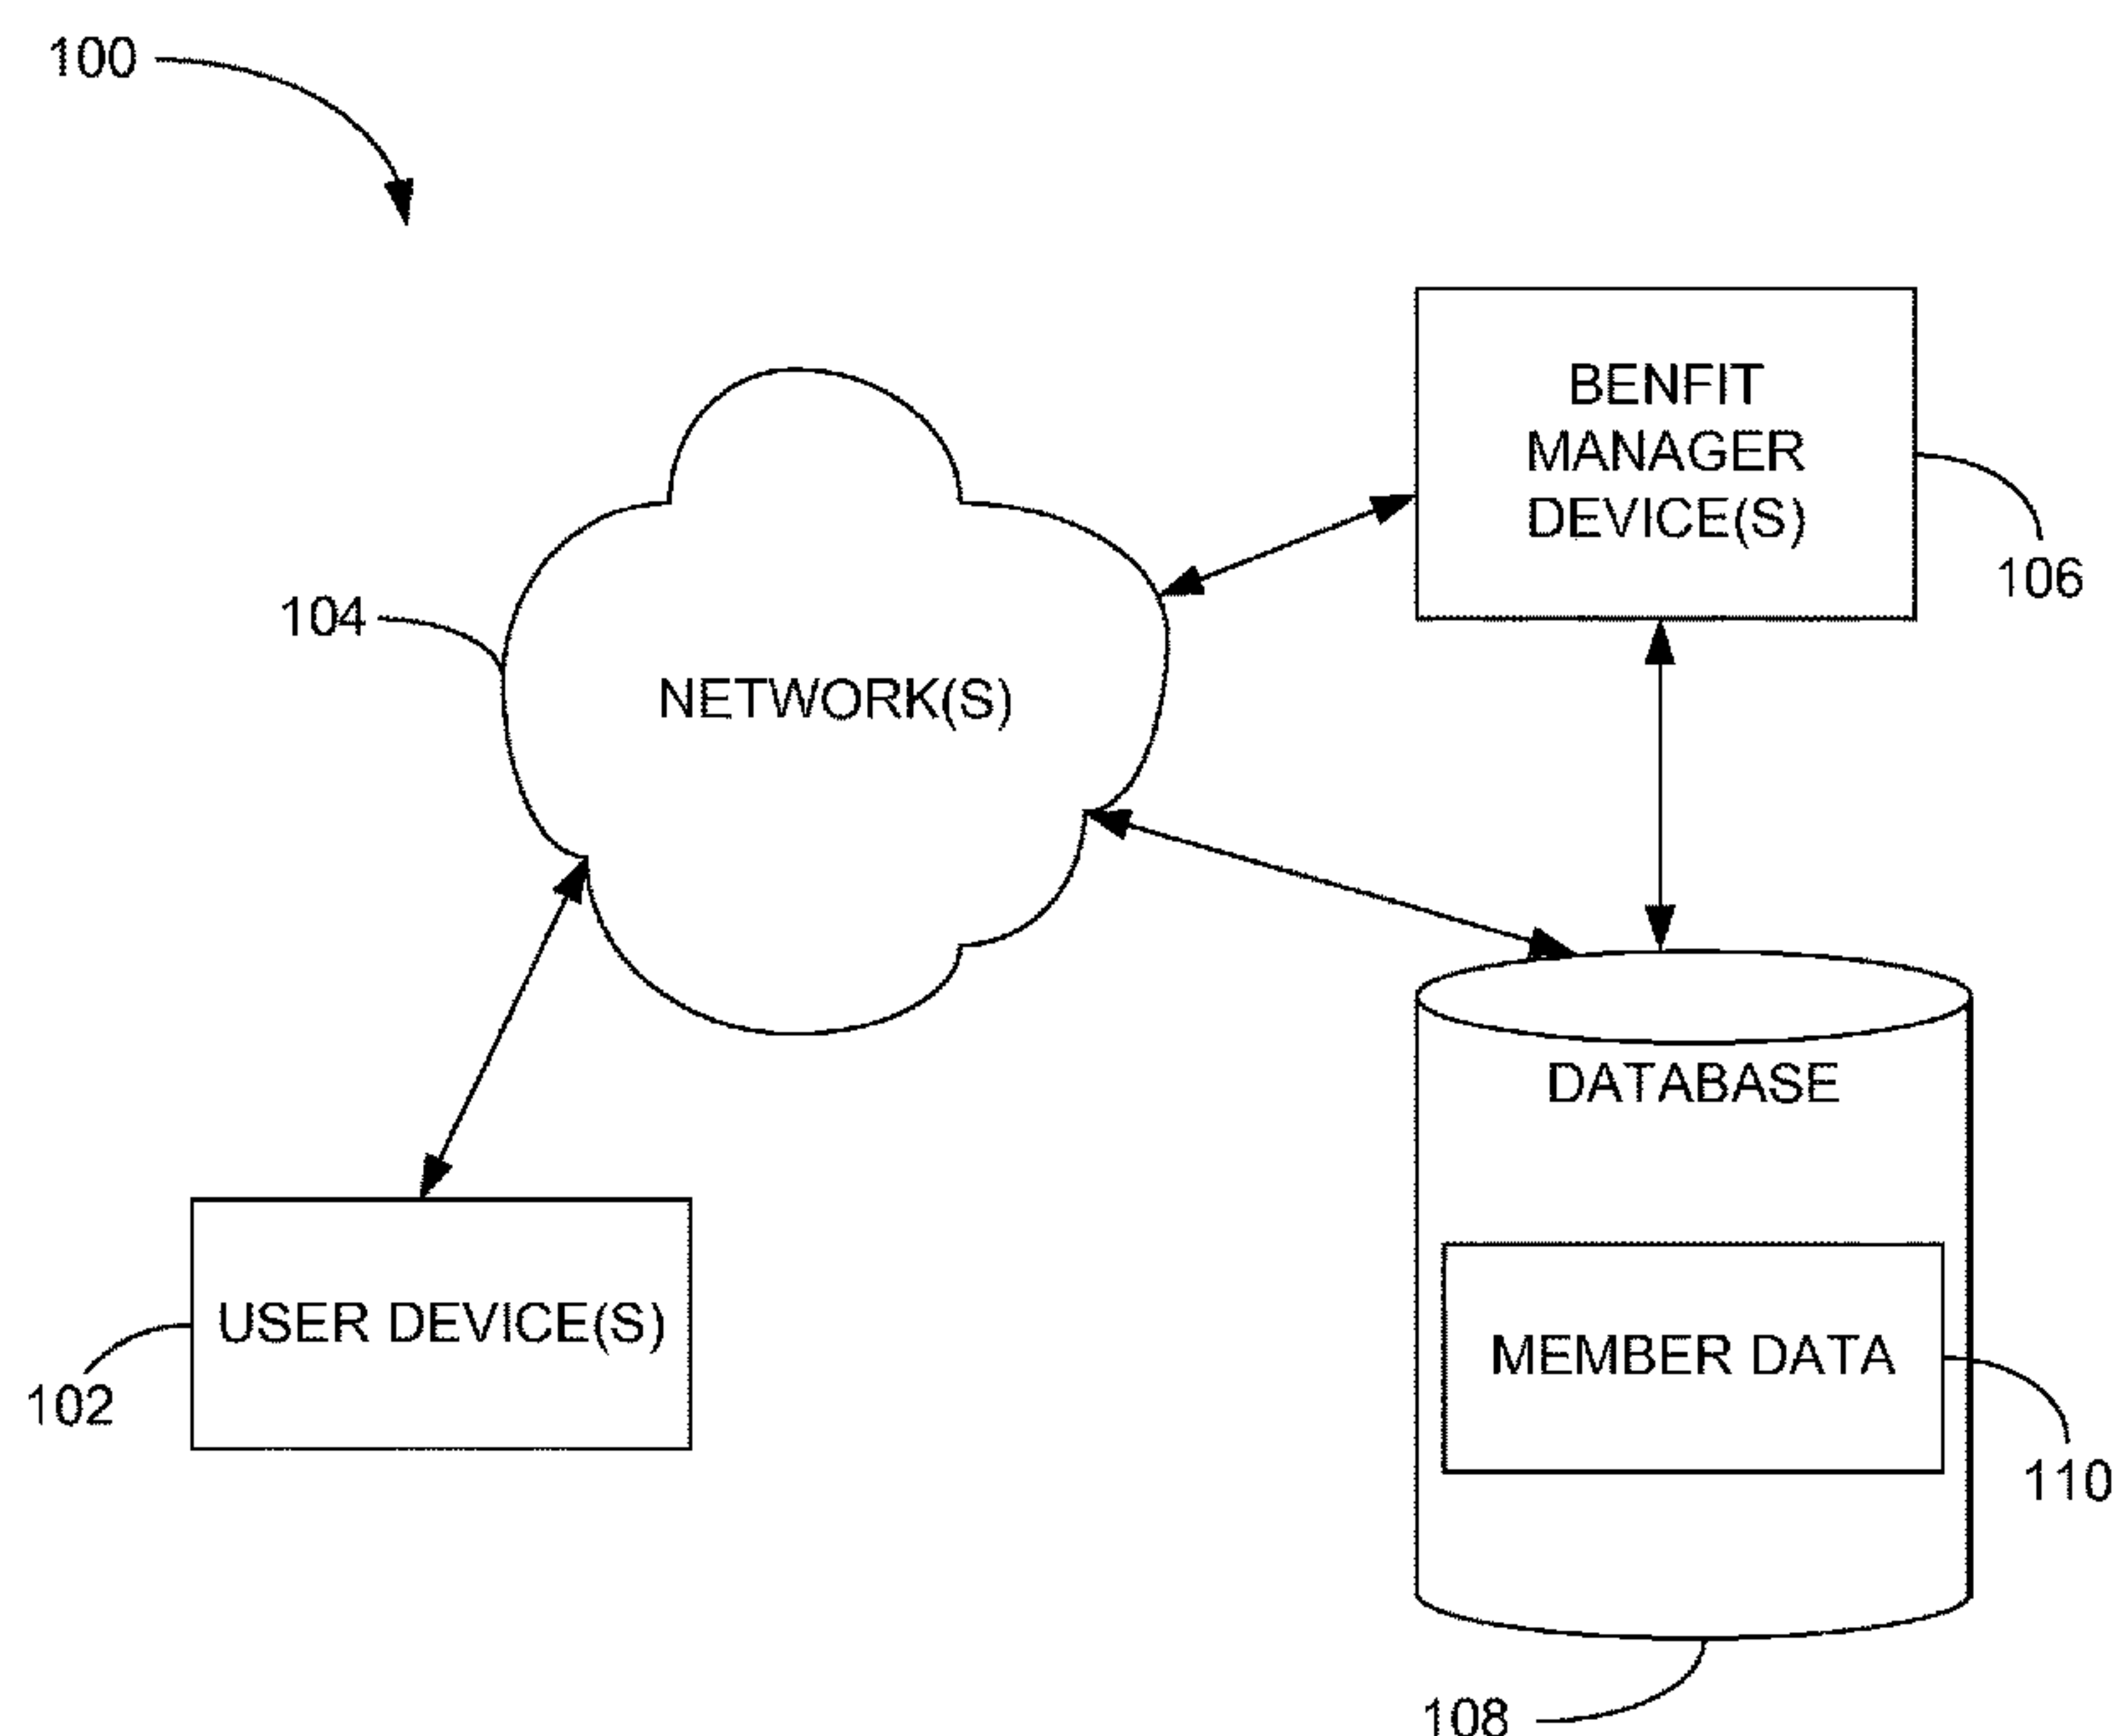 100
BENFIT
MANAGER
DEVICE(S)
106
104
NETWORK(S)
DATABASE
USER DEVICE(S)
MEMBER DATA
102
110
108